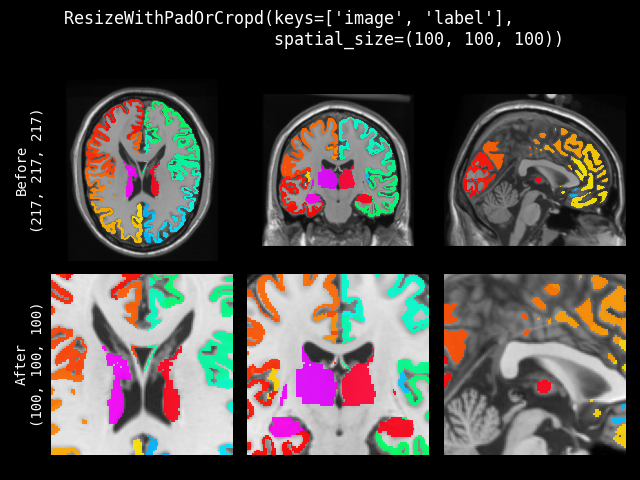 ResizeWithPadOrCropd(keys=['image', 'label'],
spatial_size=(100, 100, 100))
Before
(217, 217, 217)
After
(100, 100, 100)